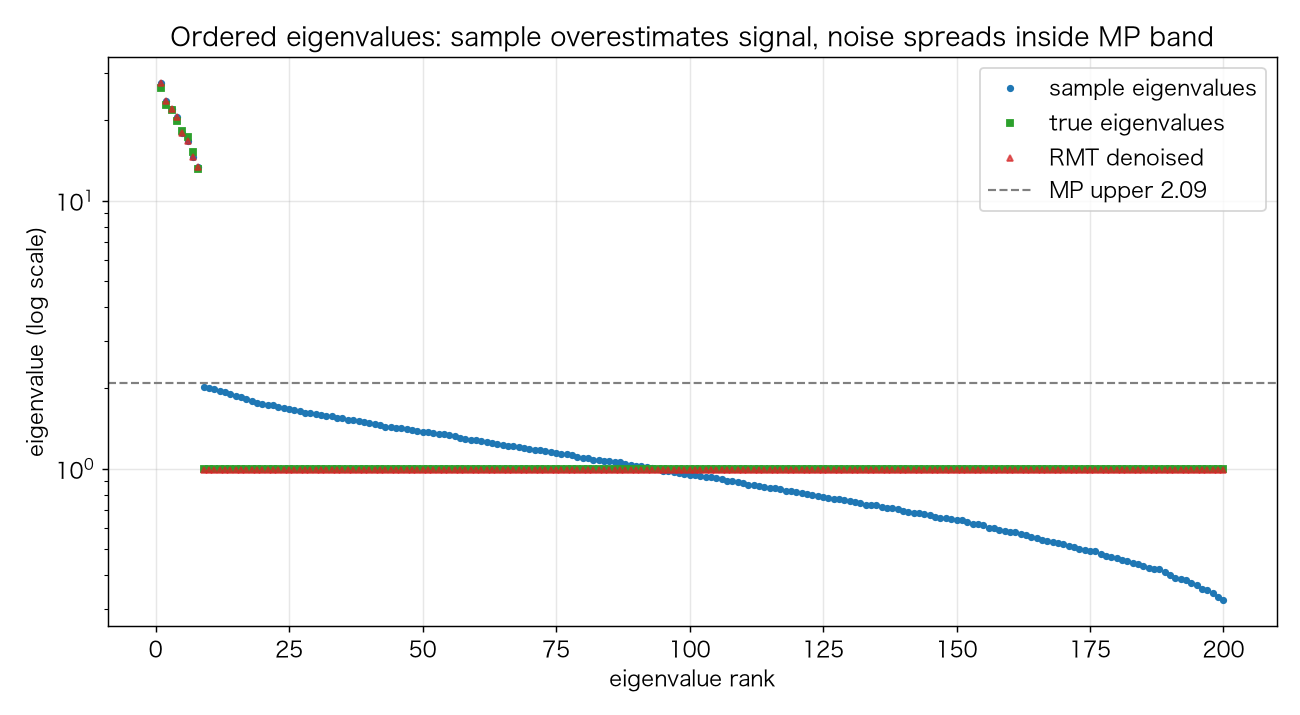 Ordered eigenvalues: sample overestimates signal, noise spreads inside MP band
sample eigenvalues
true eigenvalues
RMT denoised
MP upper 2.09
eigenvalue (log scale)
10¹
10⁰
0 25 50 75 100 125 150 175 200
eigenvalue rank